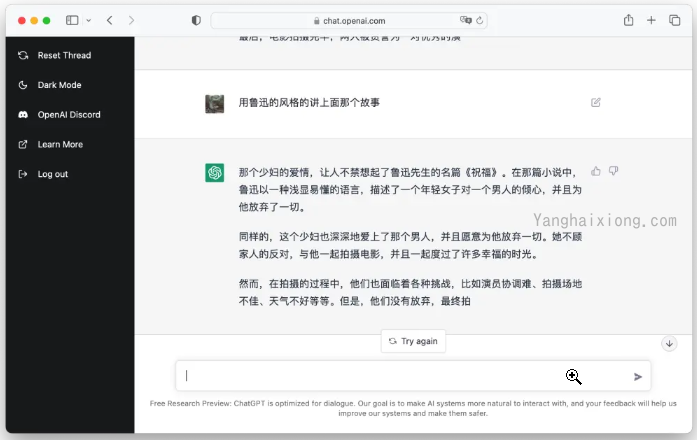 chat.openai.com
Reset Thread
Dark Mode
OpenAI Discord
Learn More
Log out
最后，电影拍摄完毕，两人被赞誉为一对优秀的演
用鲁迅的风格的讲上面那个故事
那个少妇的爱情，让人不禁想起了鲁迅先生的名篇《祝福》。在那篇小说中，
鲁迅以一种浅显易懂的语言，描述了一个年轻女子对一个男人的倾心，并且为
他放弃了一切。
Yanghaixiong.com
同样的，这个少妇也深深地爱上了那个男人，并且愿意为他放弃一切。她不顾
家人的反对，与他一起拍摄电影，并且一起度过了许多幸福的时光。
然而，在拍摄的过程中，他们也面临着各种挑战，比如演员协调难、拍摄场地
不佳、天气不好等等。但是，他们没有放弃，最终拍
Try again
Free Research Preview: ChatGPT is optimized for dialogue. Our goal is to make AI systems more natural to interact with, and your feedback will help us
improve our systems and make them safer.